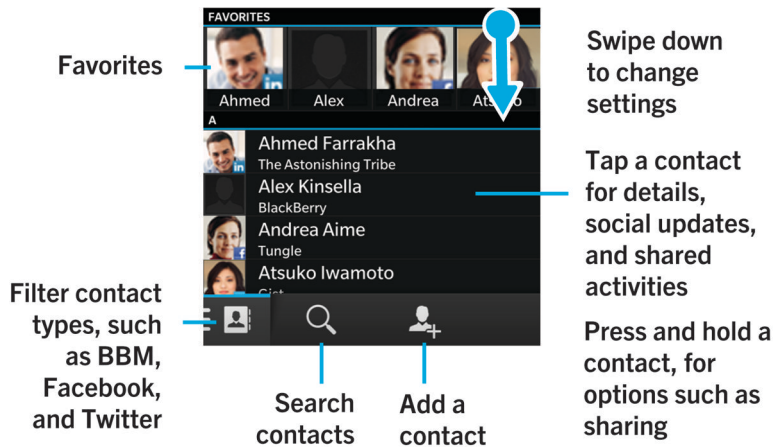 FAVORITES
Favorites
Ahmed Alex Andrea Atsuko
Swipe down
to change
settings
A
Ahmed Farrakha
The Astonishing Tribe
Alex Kinsella
BlackBerry
Andrea Aime
Tungle
Atsuko Iwamoto
Gist
Tap a contact
for details,
social updates,
and shared
activities
Filter contact
types, such
as BBM,
Facebook,
and Twitter
Search
contacts
Add a
contact
Press and hold a
contact, for
options such as
sharing